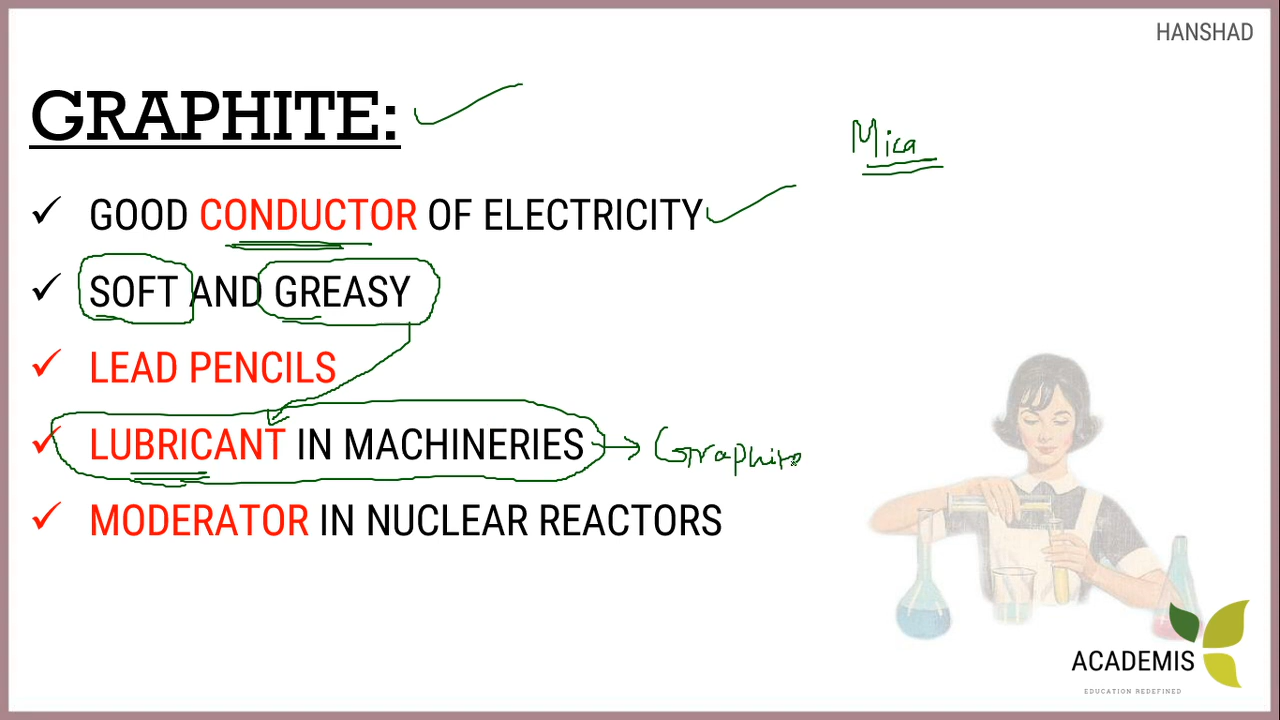 HANSHAD
GRAPHITE:
Mica
GOOD CONDUCTOR OF ELECTRICITY
SOFT AND GREASY
LEAD PENCILS
LUBRICANT IN MACHINERIES
Graphite
MODERATOR IN NUCLEAR REACTORS
ACADEMIS
EDUCATION REDEFINED